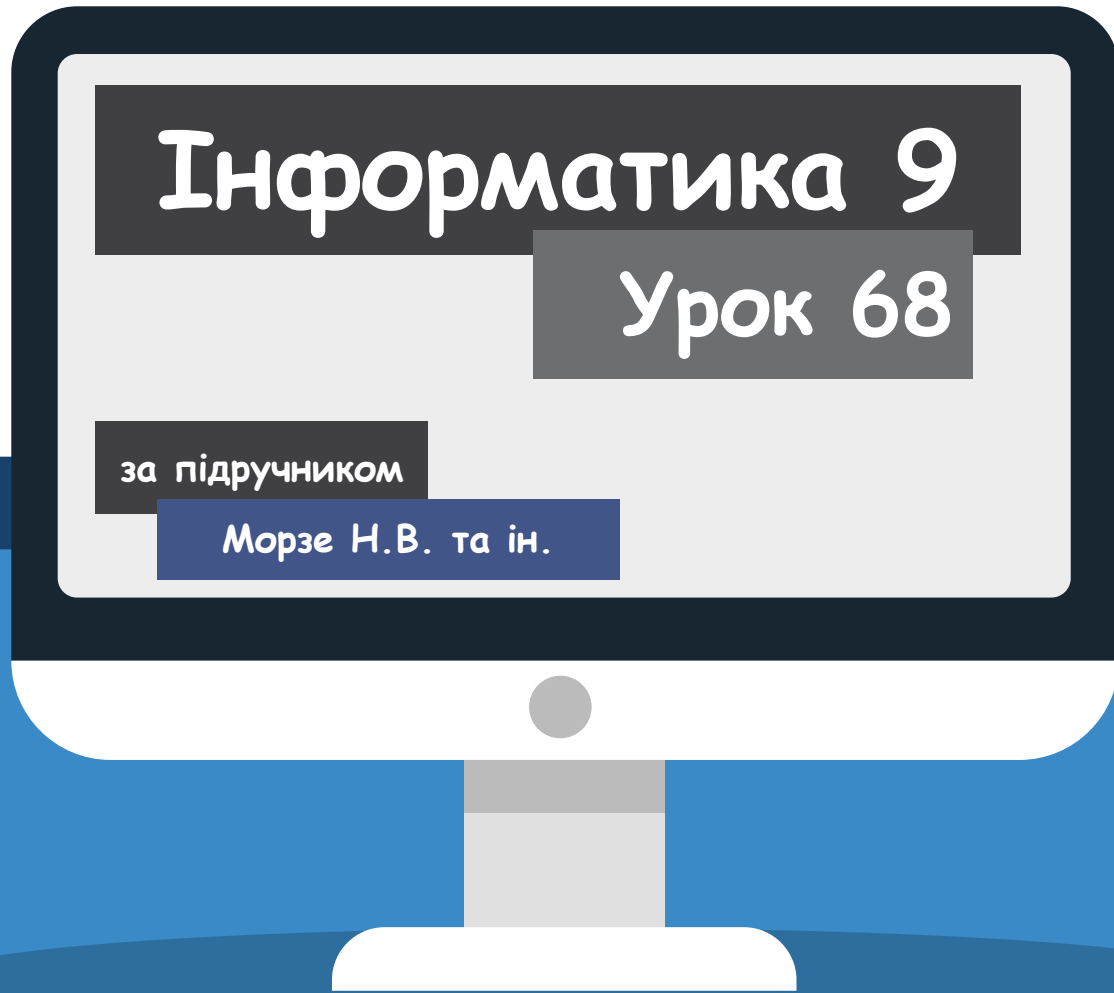 Інформатика 9
Урок 68
за підручником
Морзе Н.В. та ін.